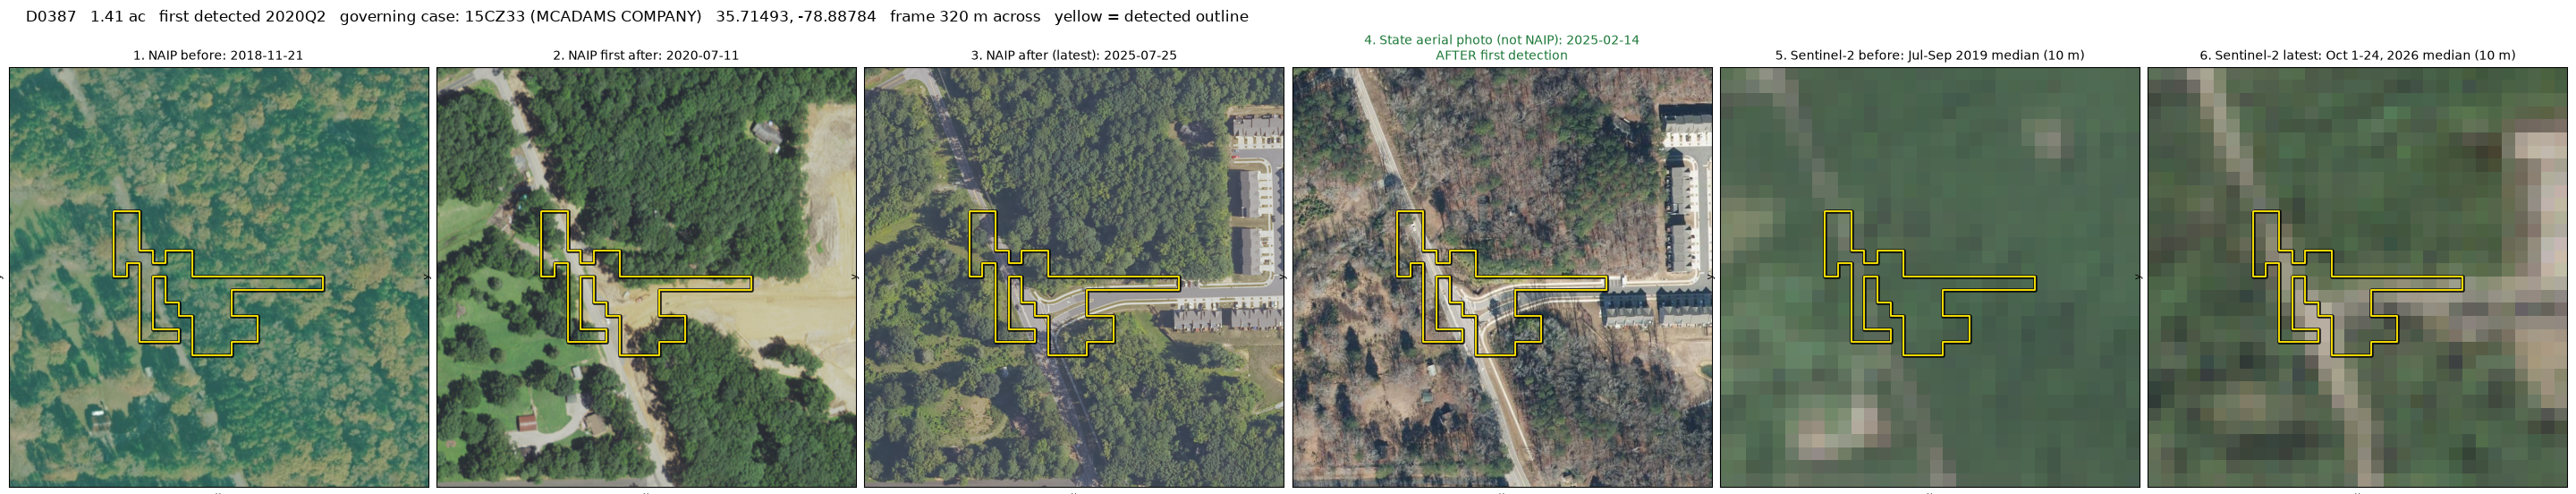 D0387   1.41 ac   first detected 2020Q2   governing case: 15CZ33 (MCADAMS COMPANY)   35.71493, -78.88784   frame 320 m across   yellow = detected outline
1. NAIP before: 2018-11-21
2. NAIP first after: 2020-07-11
3. NAIP after (latest): 2025-07-25
4. State aerial photo (not NAIP): 2025-02-14
AFTER first detection
5. Sentinel-2 before: Jul-Sep 2019 median (10 m)
6. Sentinel-2 latest: Oct 1-24, 2026 median (10 m)